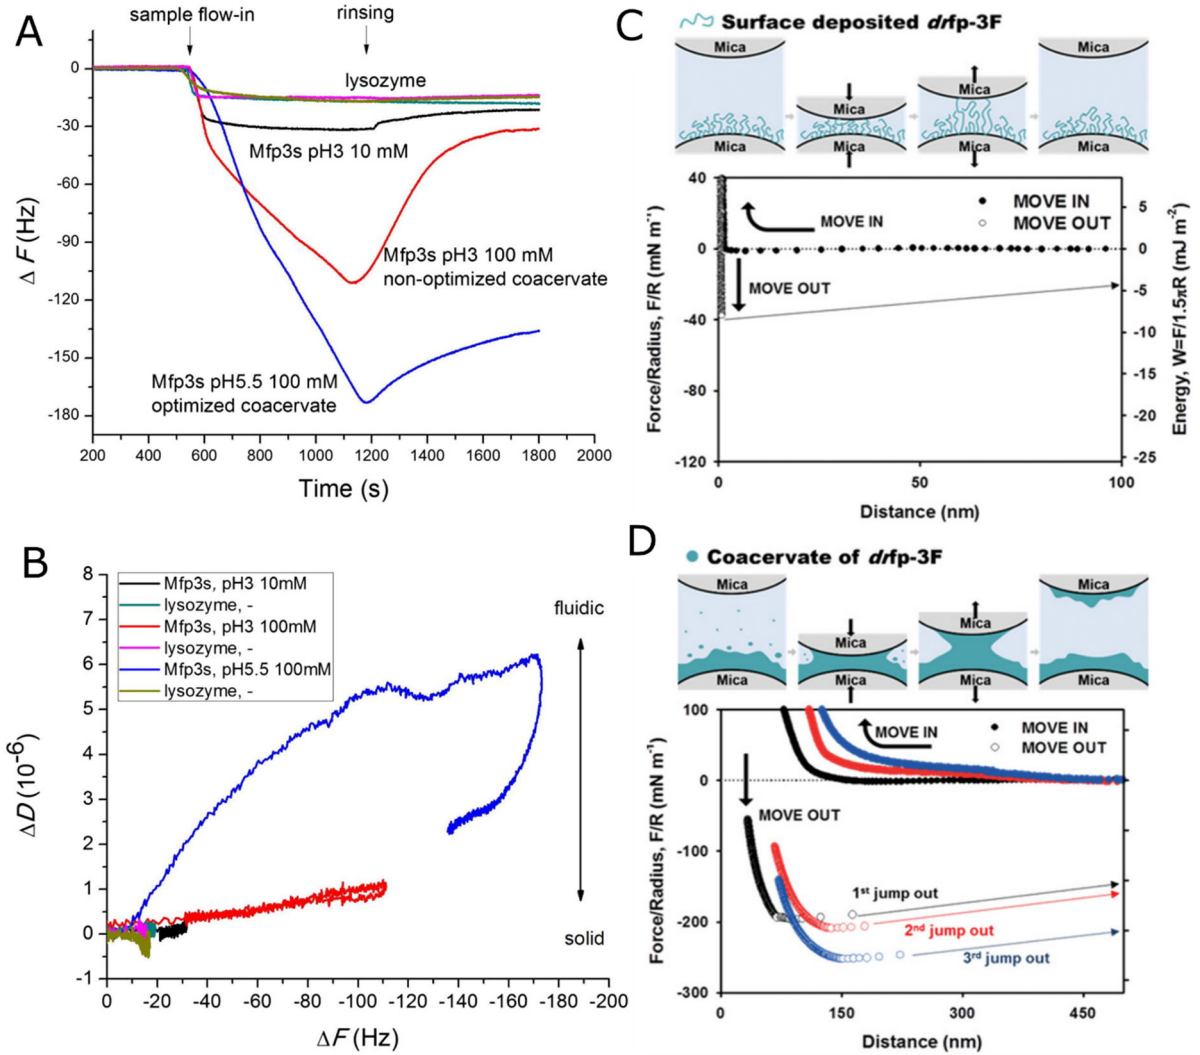 A
sample flow-in
rinsing
0
-30
-60
-90
-120
-150
-180
Δ F (Hz)
lysozyme
Mfp3s pH3 10 mM
Mfp3s pH3 100 mM
non-optimized coacervate
Mfp3s pH5.5 100 mM
optimized coacervate
200 400 600 800 1000 1200 1400 1600 1800 2000
Time (s)
B
8
7
6
5
4
3
2
1
0
-1
ΔD (10-6)
Mfp3s, pH3 10mM
lysozyme, -
Mfp3s, pH3 100mM
lysozyme, -
Mfp3s, pH5.5 100mM
lysozyme, -
fluidic
solid
0 -20 -40 -60 -80 -100 -120 -140 -160 -180 -200
ΔF (Hz)
C
Surface deposited drfp-3F
Mica Mica Mica Mica
Mica Mica Mica Mica
40
0
-40
-80
-120
Force/Radius, F/R (mN m-1)
MOVE IN
MOVE IN
MOVE OUT
MOVE OUT
5
0
-5
-10
-15
-20
-25
Energy, W=F/1.5πR (mJ m-2)
0 50 100
Distance (nm)
D
Coacervate of drfp-3F
Mica Mica Mica Mica
Mica Mica Mica Mica
100
0
-100
-200
-300
Force/Radius, F/R (mN m-1)
MOVE IN
MOVE IN
MOVE OUT
MOVE OUT
1st jump out
2nd jump out
3rd jump out
0 150 300 450
Distance (nm)